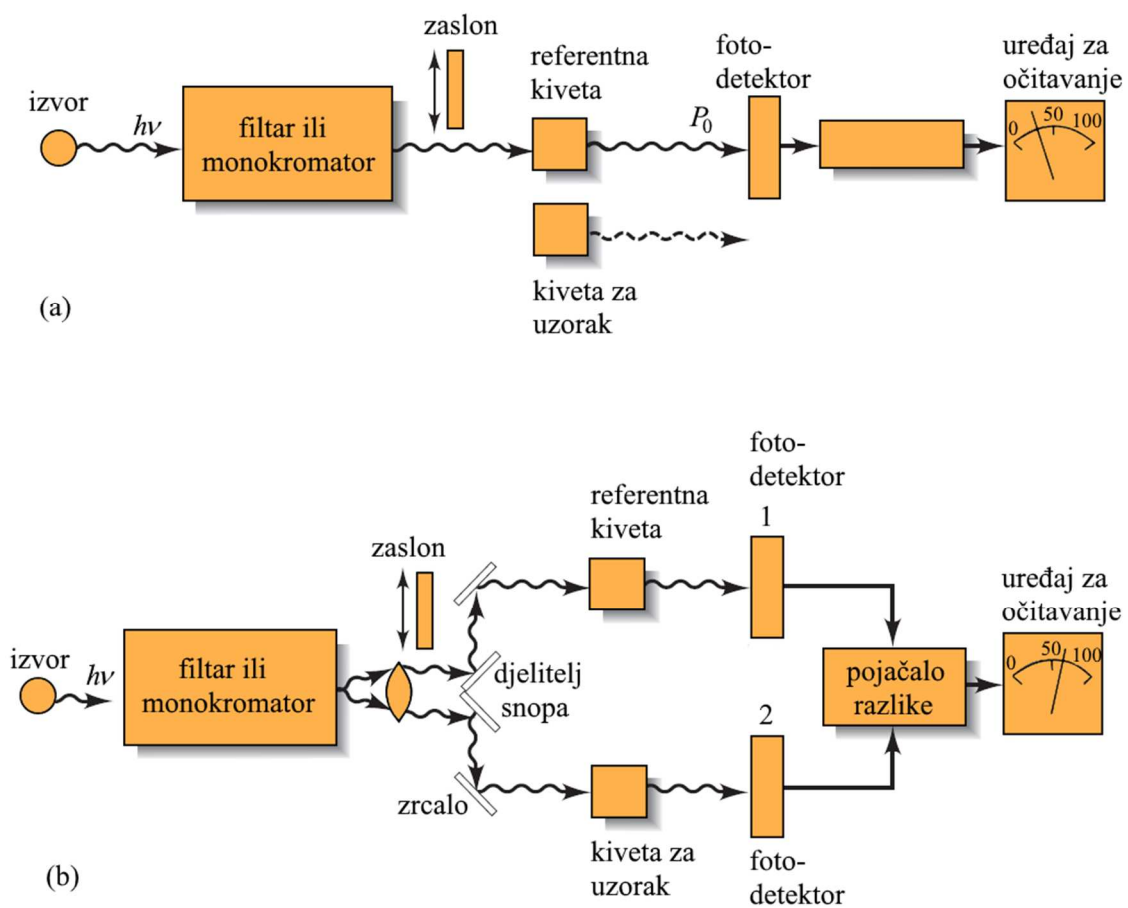 zaslon
referentna
kiveta
foto-
detektor
uređaj za
očitavanje
izvor
hν
filtar ili
monokromator
P₀
0 50 100
kiveta za
uzorak
(a)
foto-
detektor
1
referentna
kiveta
zaslon
uređaj za
očitavanje
izvor
hν
filtar ili
monokromator
djelitelj
snopa
pojačalo
razlike
0 50 100
2
zrcalo
kiveta za
uzorak
foto-
detektor
(b)